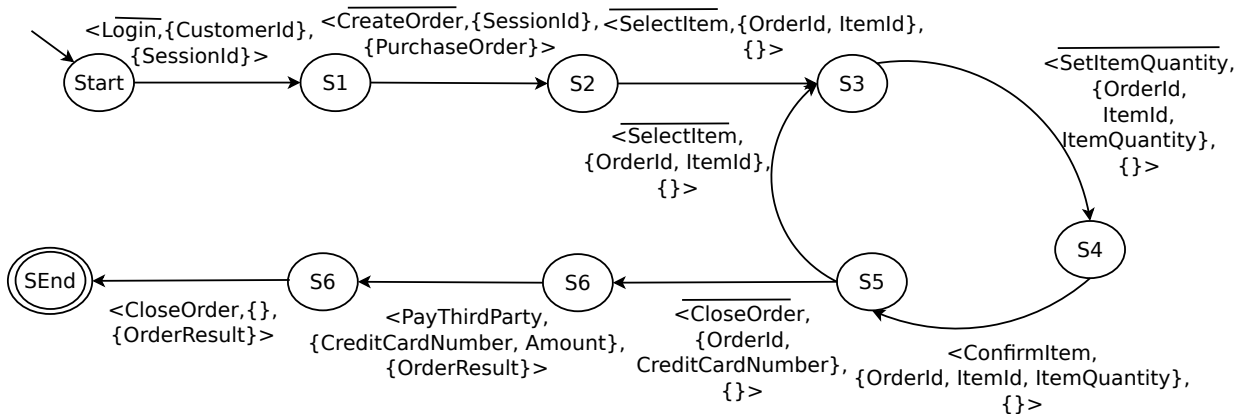 <Login,{CustomerId},
{SessionId}>
<CreateOrder,{SessionId},
{PurchaseOrder}>
<SelectItem,{OrderId, ItemId},
{}>
Start
S1
S2
S3
<SetItemQuantity,
{OrderId,
ItemId,
ItemQuantity},
{}>
<SelectItem,
{OrderId, ItemId},
{}>
S4
SEnd
S6
S6
S5
<CloseOrder,{},
{OrderResult}>
<PayThirdParty,
{CreditCardNumber, Amount},
{OrderResult}>
<CloseOrder,
{OrderId,
CreditCardNumber},
{}>
<ConfirmItem,
{OrderId, ItemId, ItemQuantity},
{}>